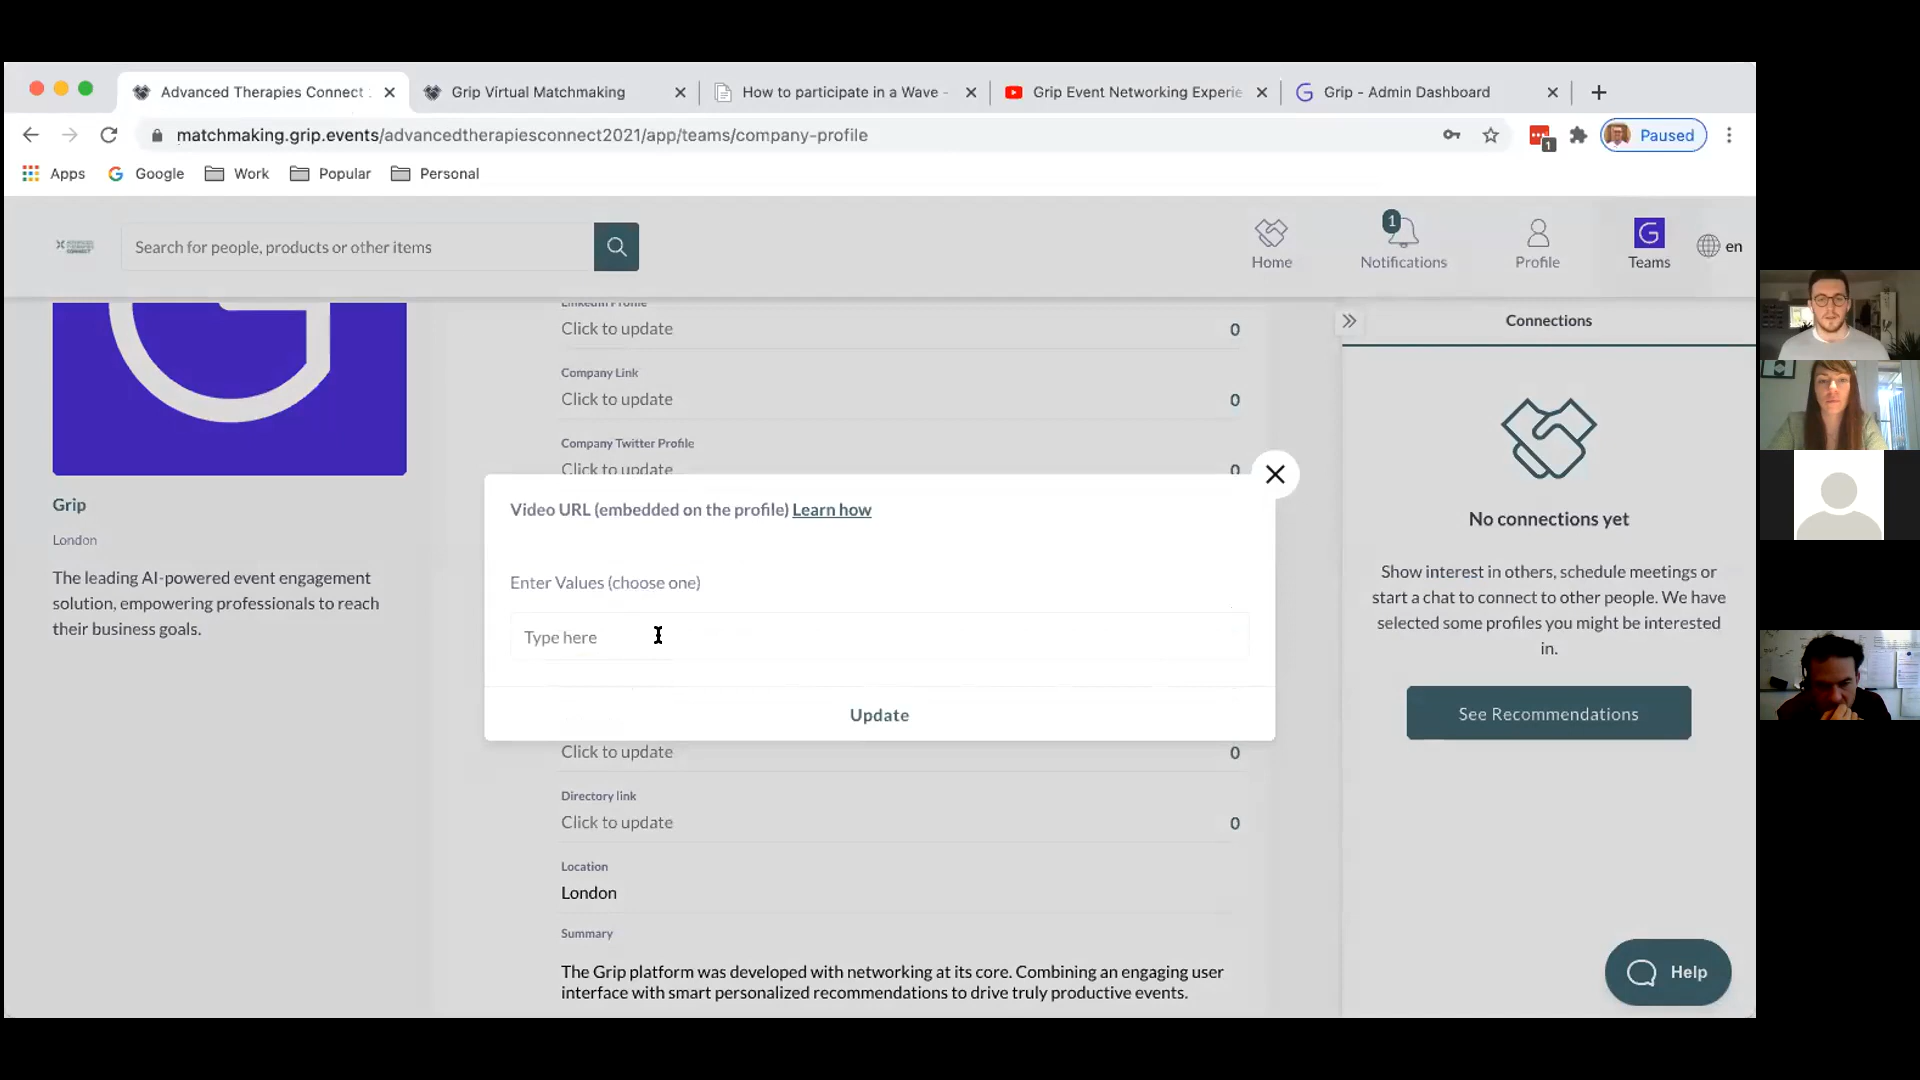 Advanced Therapies Connect
Grip Virtual Matchmaking
How to participate in a Wave -
Grip Event Networking Experie
Grip - Admin Dashboard
matchmaking.grip.events/advancedtherapiesconnect2021/app/teams/company-profile
1
Paused
Apps
Google
Work
Popular
Personal
ADVANCED THERAPIES CONNECT
Search for people, products or other items
Home
1
Notifications
Profile
Teams
en
LinkedIn Profile
Click to update
0
Company Link
Click to update
0
Company Twitter Profile
Click to update
0
Grip
London
The leading AI-powered event engagement
solution, empowering professionals to reach
their business goals.
Video URL (embedded on the profile) Learn how
Enter Values (choose one)
Type here
Update
Click to update
0
Directory link
Click to update
0
Location
London
Summary
The Grip platform was developed with networking at its core. Combining an engaging user
interface with smart personalized recommendations to drive truly productive events.
Connections
No connections yet
Show interest in others, schedule meetings or
start a chat to connect to other people. We have
selected some profiles you might be interested
in.
See Recommendations
Help